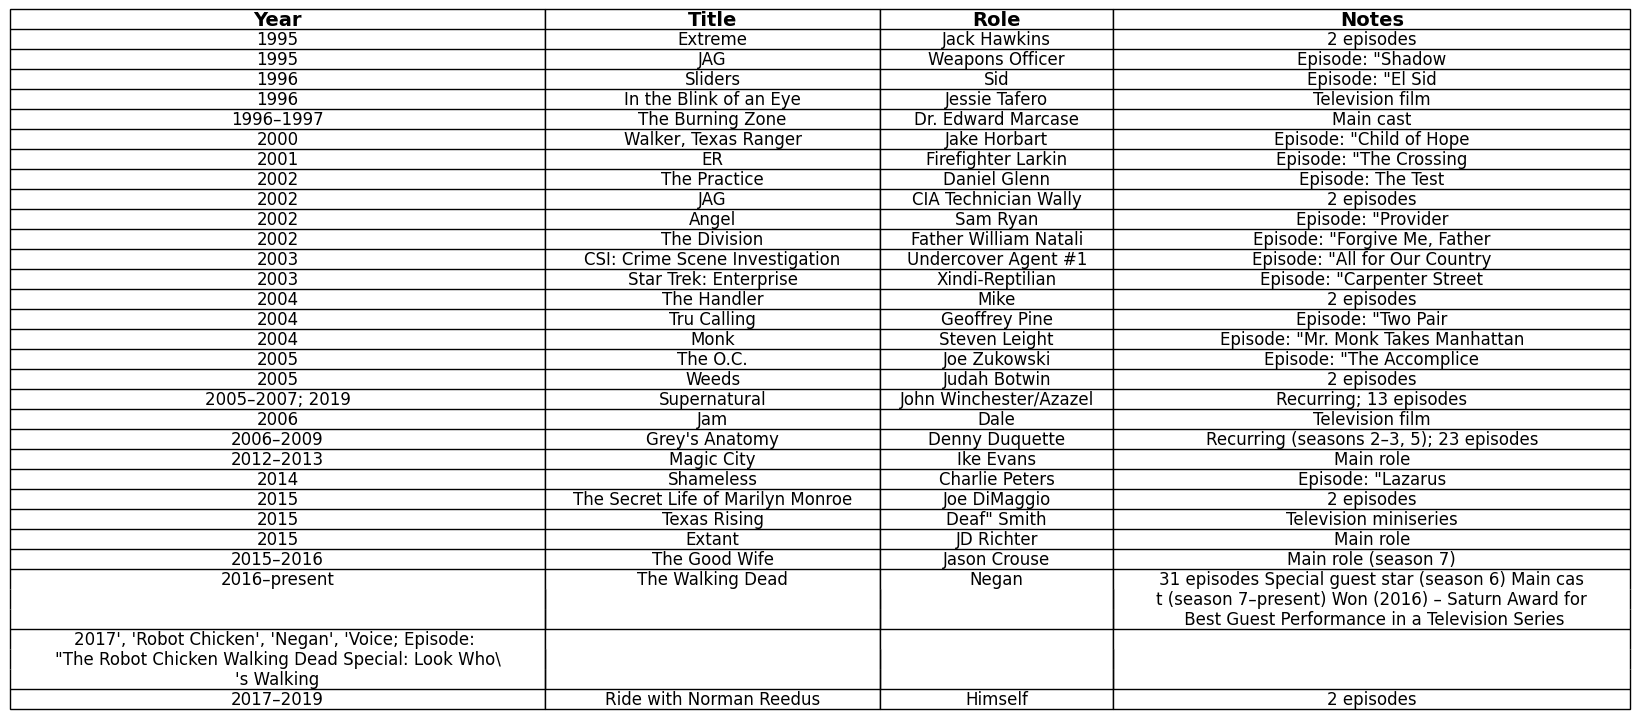 Year Title Role Notes
1995 Extreme Jack Hawkins 2 episodes
1995 JAG Weapons Officer Episode: "Shadow
1996 Sliders Sid Episode: "El Sid
1996 In the Blink of an Eye Jessie Tafero Television film
1996–1997 The Burning Zone Dr. Edward Marcase Main cast
2000 Walker, Texas Ranger Jake Horbart Episode: "Child of Hope
2001 ER Firefighter Larkin Episode: "The Crossing
2002 The Practice Daniel Glenn Episode: The Test
2002 JAG CIA Technician Wally 2 episodes
2002 Angel Sam Ryan Episode: "Provider
2002 The Division Father William Natali Episode: "Forgive Me, Father
2003 CSI: Crime Scene Investigation Undercover Agent #1 Episode: "All for Our Country
2003 Star Trek: Enterprise Xindi-Reptilian Episode: "Carpenter Street
2004 The Handler Mike 2 episodes
2004 Tru Calling Geoffrey Pine Episode: "Two Pair
2004 Monk Steven Leight Episode: "Mr. Monk Takes Manhattan
2005 The O.C. Joe Zukowski Episode: "The Accomplice
2005 Weeds Judah Botwin 2 episodes
2005–2007; 2019 Supernatural John Winchester/Azazel Recurring; 13 episodes
2006 Jam Dale Television film
2006–2009 Grey's Anatomy Denny Duquette Recurring (seasons 2–3, 5); 23 episodes
2012–2013 Magic City Ike Evans Main role
2014 Shameless Charlie Peters Episode: "Lazarus
2015 The Secret Life of Marilyn Monroe Joe DiMaggio 2 episodes
2015 Texas Rising Deaf" Smith Television miniseries
2015 Extant JD Richter Main role
2015–2016 The Good Wife Jason Crouse Main role (season 7)
2016–present The Walking Dead Negan 31 episodes Special guest star (season 6) Main cas
t (season 7–present) Won (2016) – Saturn Award for
Best Guest Performance in a Television Series
2017', 'Robot Chicken', 'Negan', 'Voice; Episode:
"The Robot Chicken Walking Dead Special: Look Who\
's Walking
2017–2019 Ride with Norman Reedus Himself 2 episodes